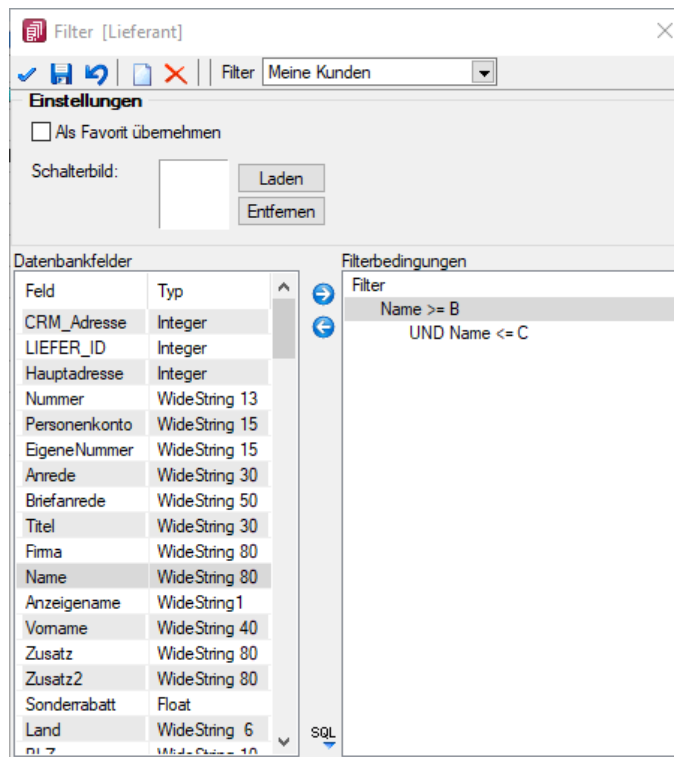 Filter [Lieferant]
Filter Meine Kunden
Einstellungen
Als Favorit übernehmen
Schalterbild:
Laden
Entfernen
Datenbankfelder
Filterbedingungen
Feld Typ
CRM_Adresse Integer
LIEFER_ID Integer
Hauptadresse Integer
Nummer WideString 13
Personenkonto WideString 15
EigeneNummer WideString 15
Anrede WideString 30
Briefanrede WideString 50
Titel WideString 30
Firma WideString 80
Name WideString 80
Anzeigename WideString1
Vorname WideString 40
Zusatz WideString 80
Zusatz2 WideString 80
Sonderrabatt Float
Land WideString 6
PLZ WideString 10
Filter
Name >= B
UND Name <= C
SQL